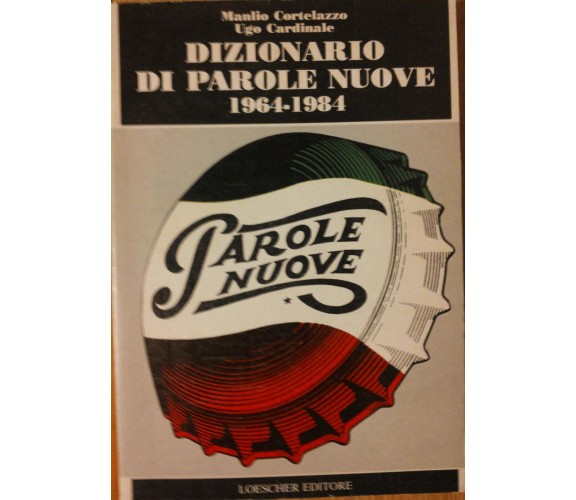 Manlio Cortelazzo
Ugo Cardinale
DIZIONARIO
DI PAROLE NUOVE
1964-1984
PAROLE
NUOVE
LOESCHER EDITORE